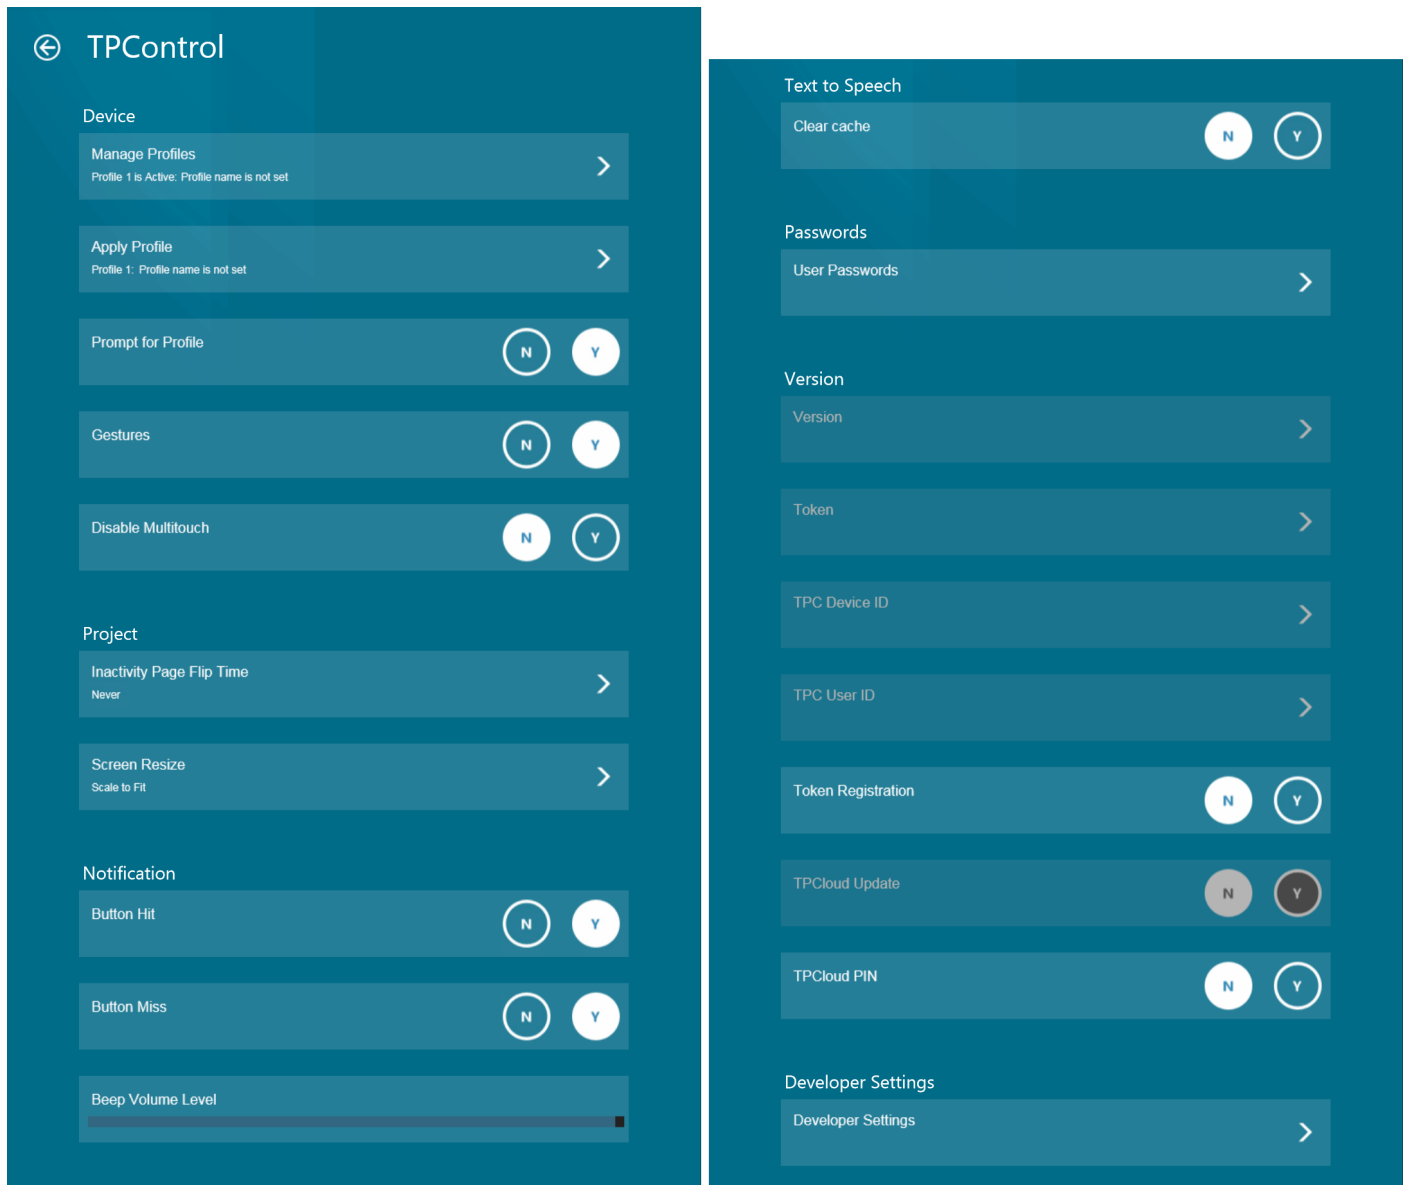 TPControl
Device
Manage Profiles
Profile 1 is Active: Profile name is not set
Apply Profile
Profile 1: Profile name is not set
Prompt for Profile
N Y
Gestures
N Y
Disable Multitouch
N Y
Project
Inactivity Page Flip Time
Never
Screen Resize
Scale to Fit
Notification
Button Hit
N Y
Button Miss
N Y
Beep Volume Level
Text to Speech
Clear cache
N Y
Passwords
User Passwords
Version
Version
Token
TPC Device ID
TPC User ID
Token Registration
N Y
TPCloud Update
N Y
TPCloud PIN
N Y
Developer Settings
Developer Settings